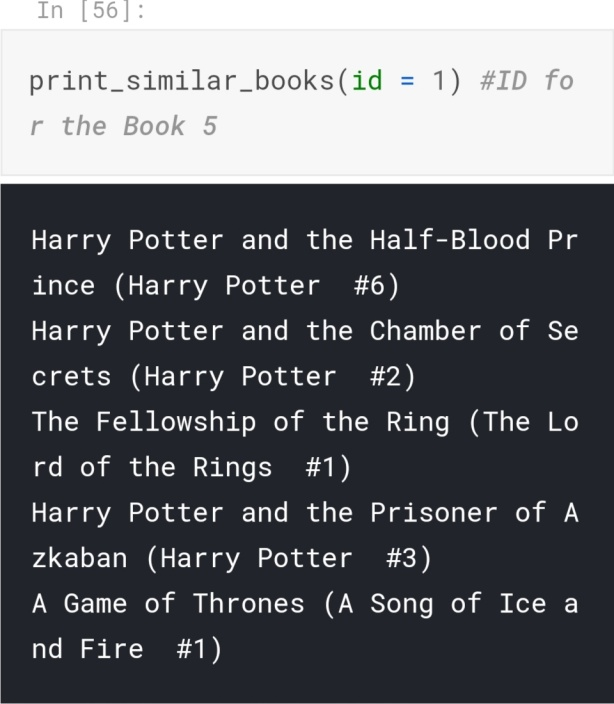 In [56]:
print_similar_books(id = 1) #ID fo
r the Book 5
Harry Potter and the Half-Blood Pr
ince (Harry Potter  #6)
Harry Potter and the Chamber of Se
crets (Harry Potter  #2)
The Fellowship of the Ring (The Lo
rd of the Rings  #1)
Harry Potter and the Prisoner of A
zkaban (Harry Potter  #3)
A Game of Thrones (A Song of Ice a
nd Fire  #1)